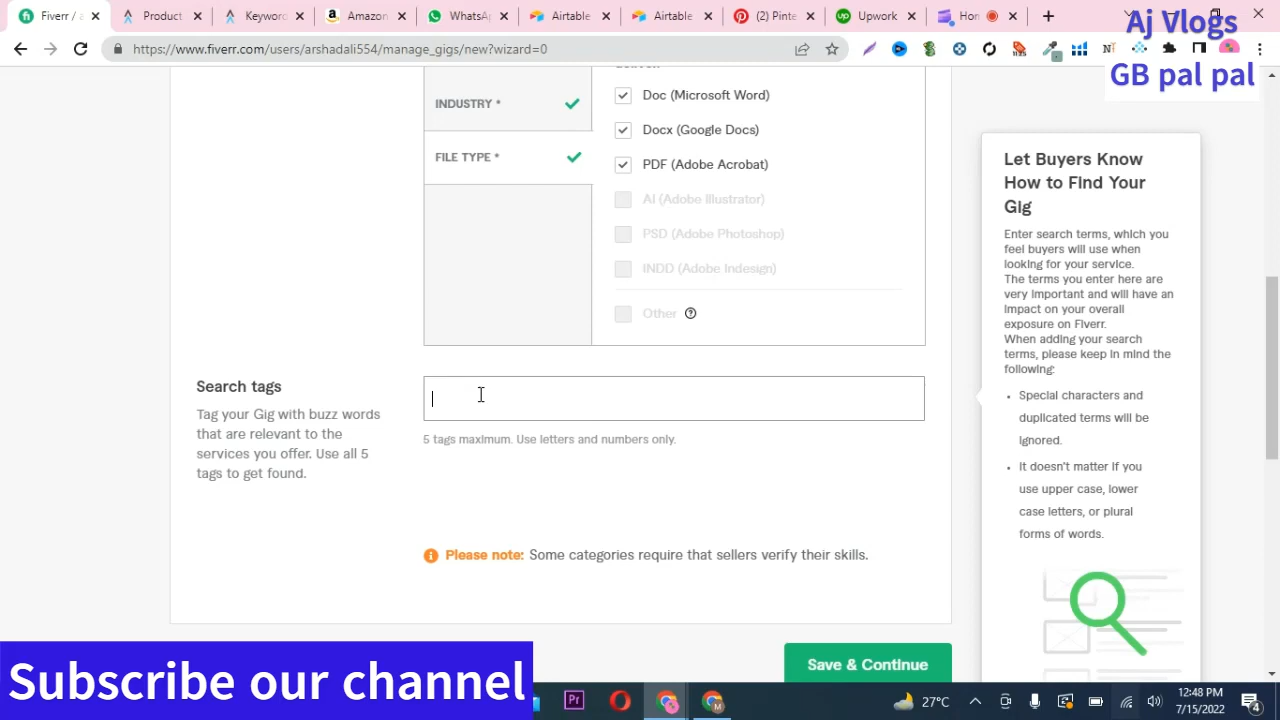 Fiverr / a
Product
Keyword
Amazon
WhatsA
Airtable
Airtable
(2) Pinte
Upwork
Hon
Aj Vlogs
https://www.fiverr.com/users/arshadali554/manage_gigs/new?wizard=0
GB pal pal
INDUSTRY *
FILE TYPE *
Doc (Microsoft Word)
Docx (Google Docs)
PDF (Adobe Acrobat)
AI (Adobe Illustrator)
PSD (Adobe Photoshop)
INDD (Adobe Indesign)
Other
Search tags
Tag your Gig with buzz words
that are relevant to the
services you offer. Use all 5
tags to get found.
5 tags maximum. Use letters and numbers only.
Please note: Some categories require that sellers verify their skills.
Save & Continue
Let Buyers Know
How to Find Your
Gig
Enter search terms, which you
feel buyers will use when
looking for your service.
The terms you enter here are
very important and will have an
impact on your overall
exposure on Fiverr.
When adding your search
terms, please keep in mind the
following:
• Special characters and
duplicated terms will be
ignored.
• It doesn't matter if you
use upper case, lower
case letters, or plural
forms of words.
Subscribe our channel
Pr
27°C
12:48 PM
7/15/2022
4